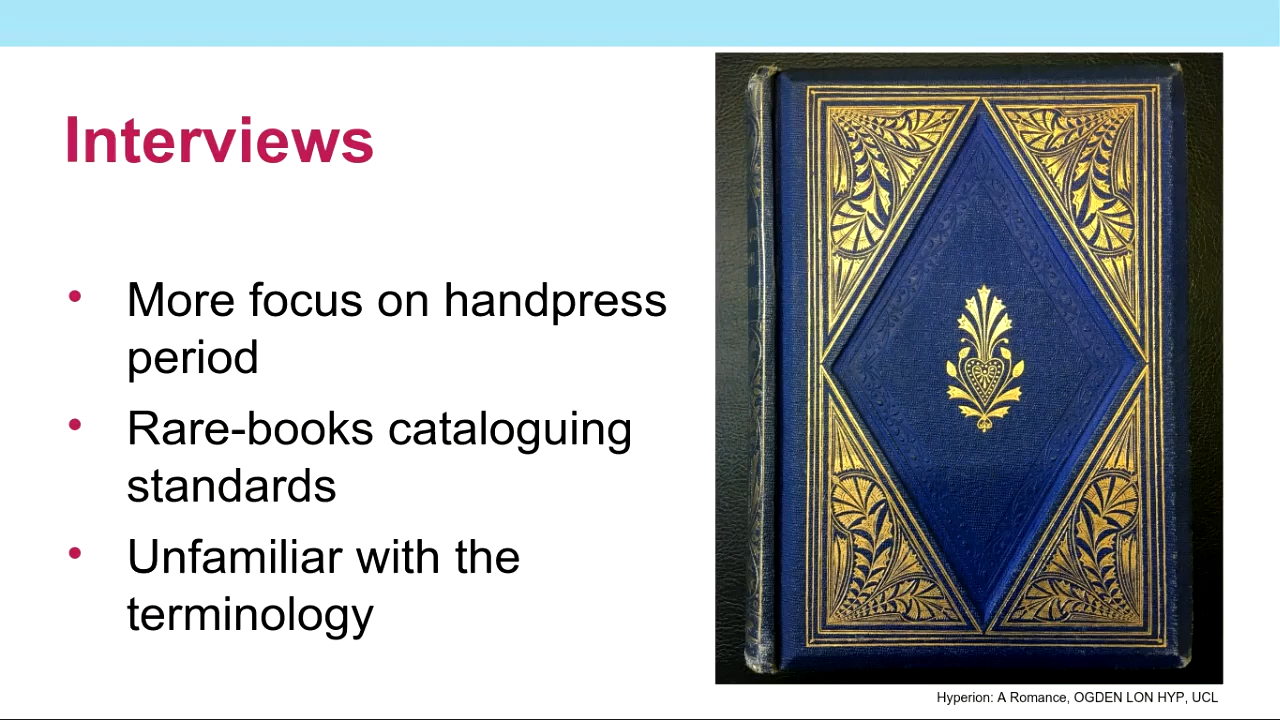 Interviews
• More focus on handpress
period
• Rare-books cataloguing
standards
• Unfamiliar with the
terminology
Hyperion: A Romance, OGDEN LON HYP, UCL